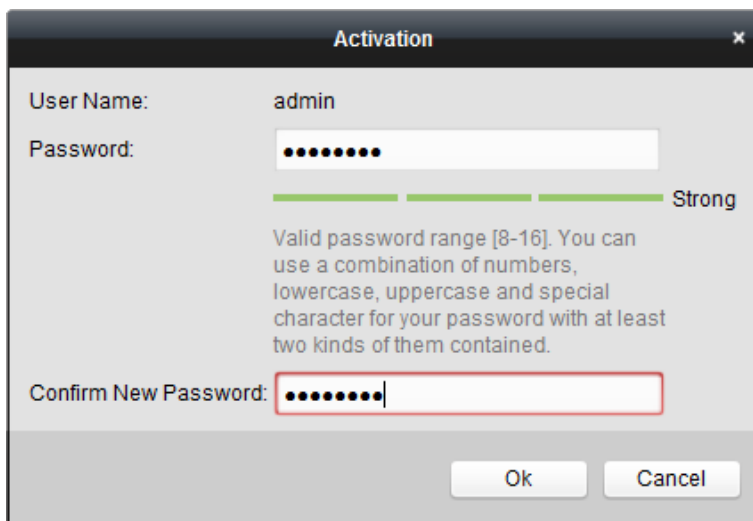 Activation ×
User Name: admin
Password: ••••••••
Strong
Valid password range [8-16]. You can
use a combination of numbers,
lowercase, uppercase and special
character for your password with at least
two kinds of them contained.
Confirm New Password: ••••••••
Ok Cancel